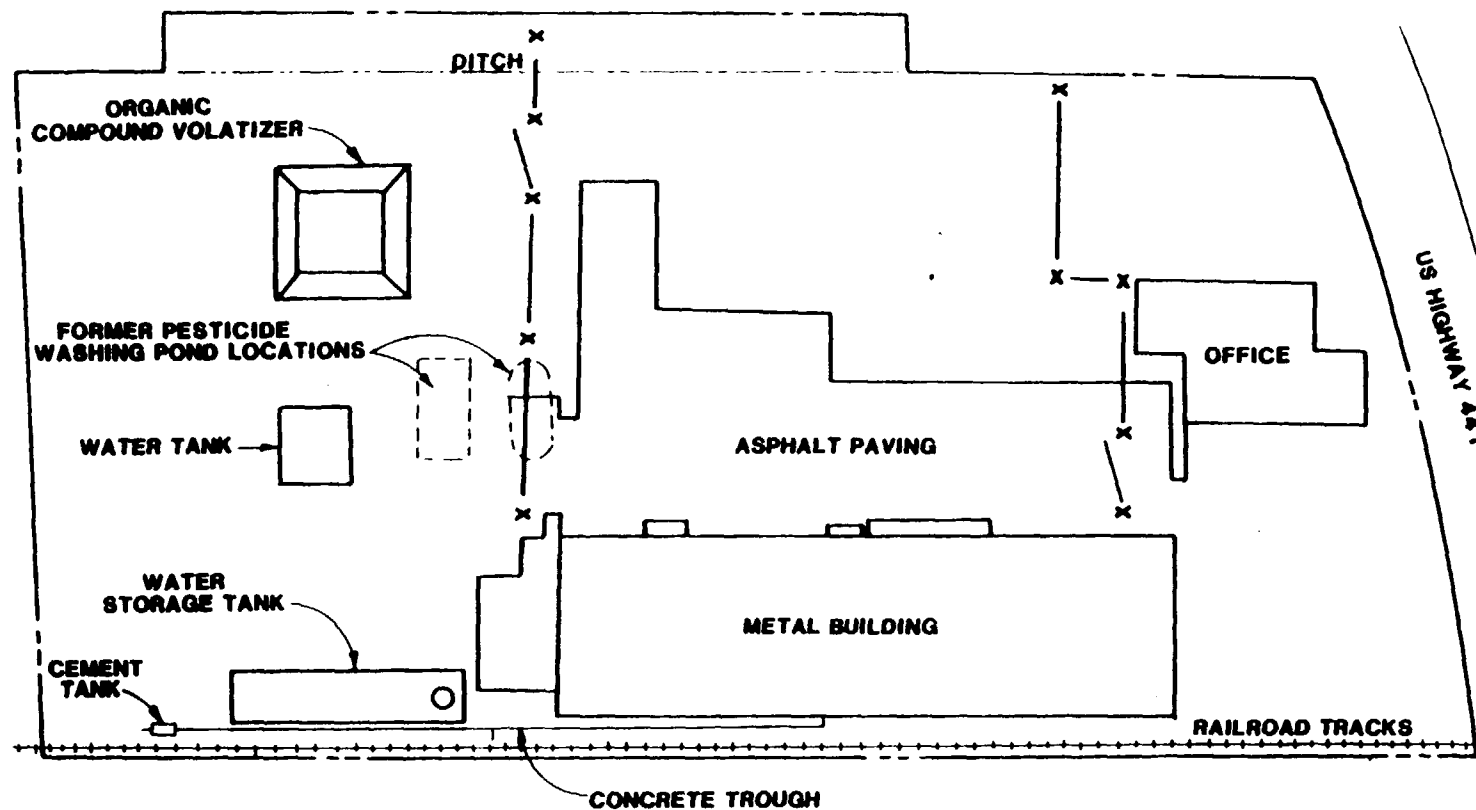 DITCH
ORGANIC
COMPOUND VOLATIZER
FORMER PESTICIDE
WASHING POND LOCATIONS
WATER TANK
ASPHALT PAVING
OFFICE
US HIGHWAY 441
WATER
STORAGE TANK
METAL BUILDING
CEMENT
TANK
RAILROAD TRACKS
CONCRETE TROUGH